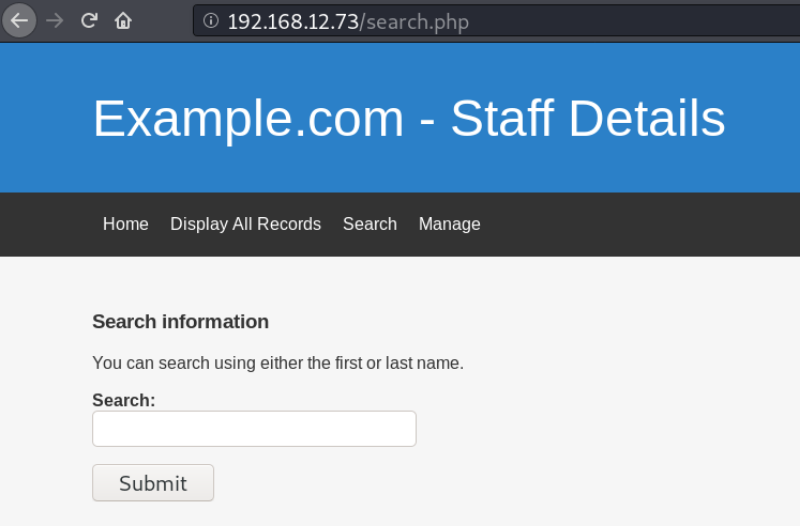 192.168.12.73/search.php
Example.com - Staff Details
Home Display All Records Search Manage
Search information
You can search using either the first or last name.
Search:
Submit